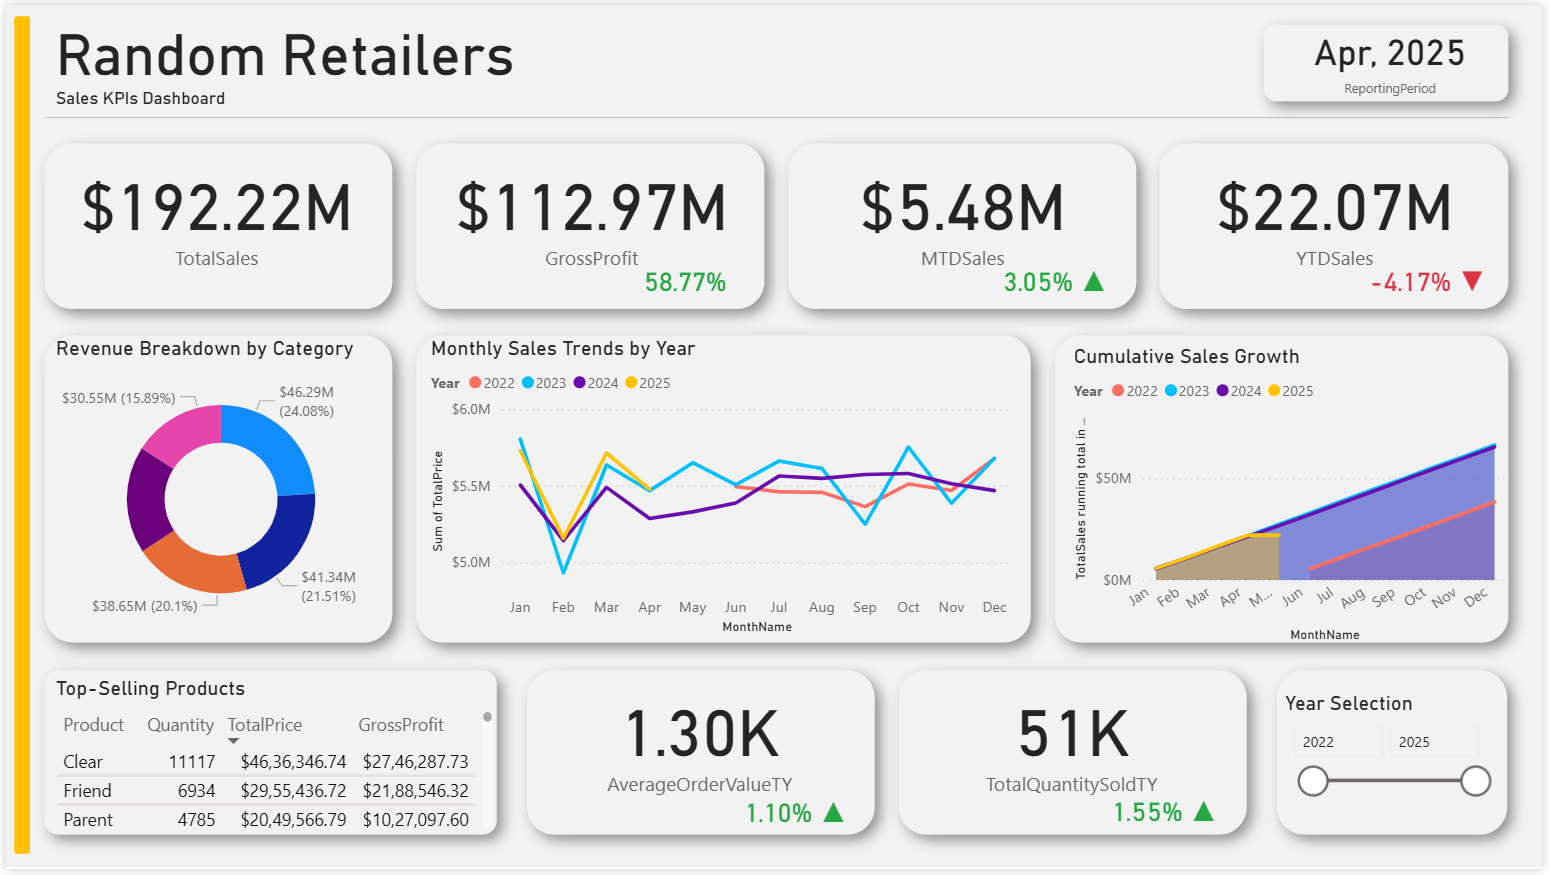 Random Retailers
Sales KPIs Dashboard
Apr, 2025
ReportingPeriod
$192.22M
TotalSales
$112.97M
GrossProfit
58.77%
$5.48M
MTDSales
3.05%
$22.07M
YTDSales
-4.17%
Revenue Breakdown by Category
$30.55M (15.89%)
$46.29M
(24.08%)
$41.34M
(21.51%)
$38.65M (20.1%)
Monthly Sales Trends by Year
Year 2022 2023 2024 2025
Sum of TotalPrice
$6.0M
$5.5M
$5.0M
Jan Feb Mar Apr May Jun Jul Aug Sep Oct Nov Dec
MonthName
Cumulative Sales Growth
Year 2022 2023 2024 2025
TotalSales running total in ...
$50M
$0M
Jan Feb Mar Apr M... Jun Jul Aug Sep Oct Nov Dec
MonthName
Top-Selling Products
Product Quantity TotalPrice GrossProfit
Clear 11117 $46,36,346.74 $27,46,287.73
Friend 6934 $29,55,436.72 $21,88,546.32
Parent 4785 $20,49,566.79 $10,27,097.60
1.30K
AverageOrderValueTY
1.10%
51K
TotalQuantitySoldTY
1.55%
Year Selection
2022 2025